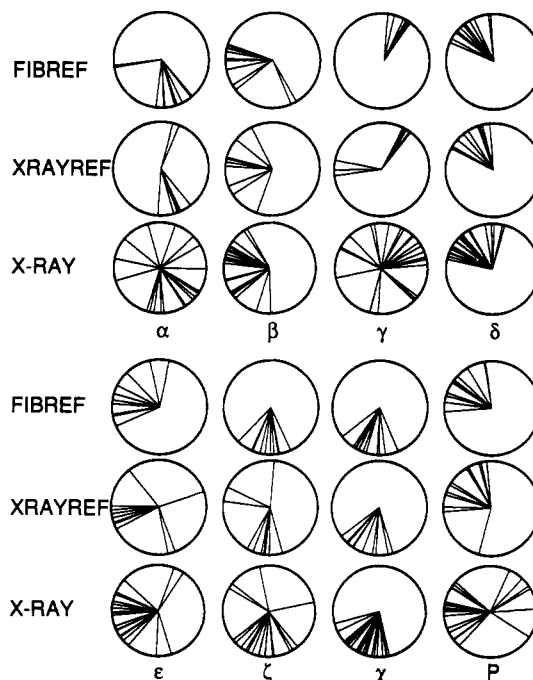 FIBREF
XRAYREF
X-RAY
α β γ δ
FIBREF
XRAYREF
X-RAY
ε ζ χ P